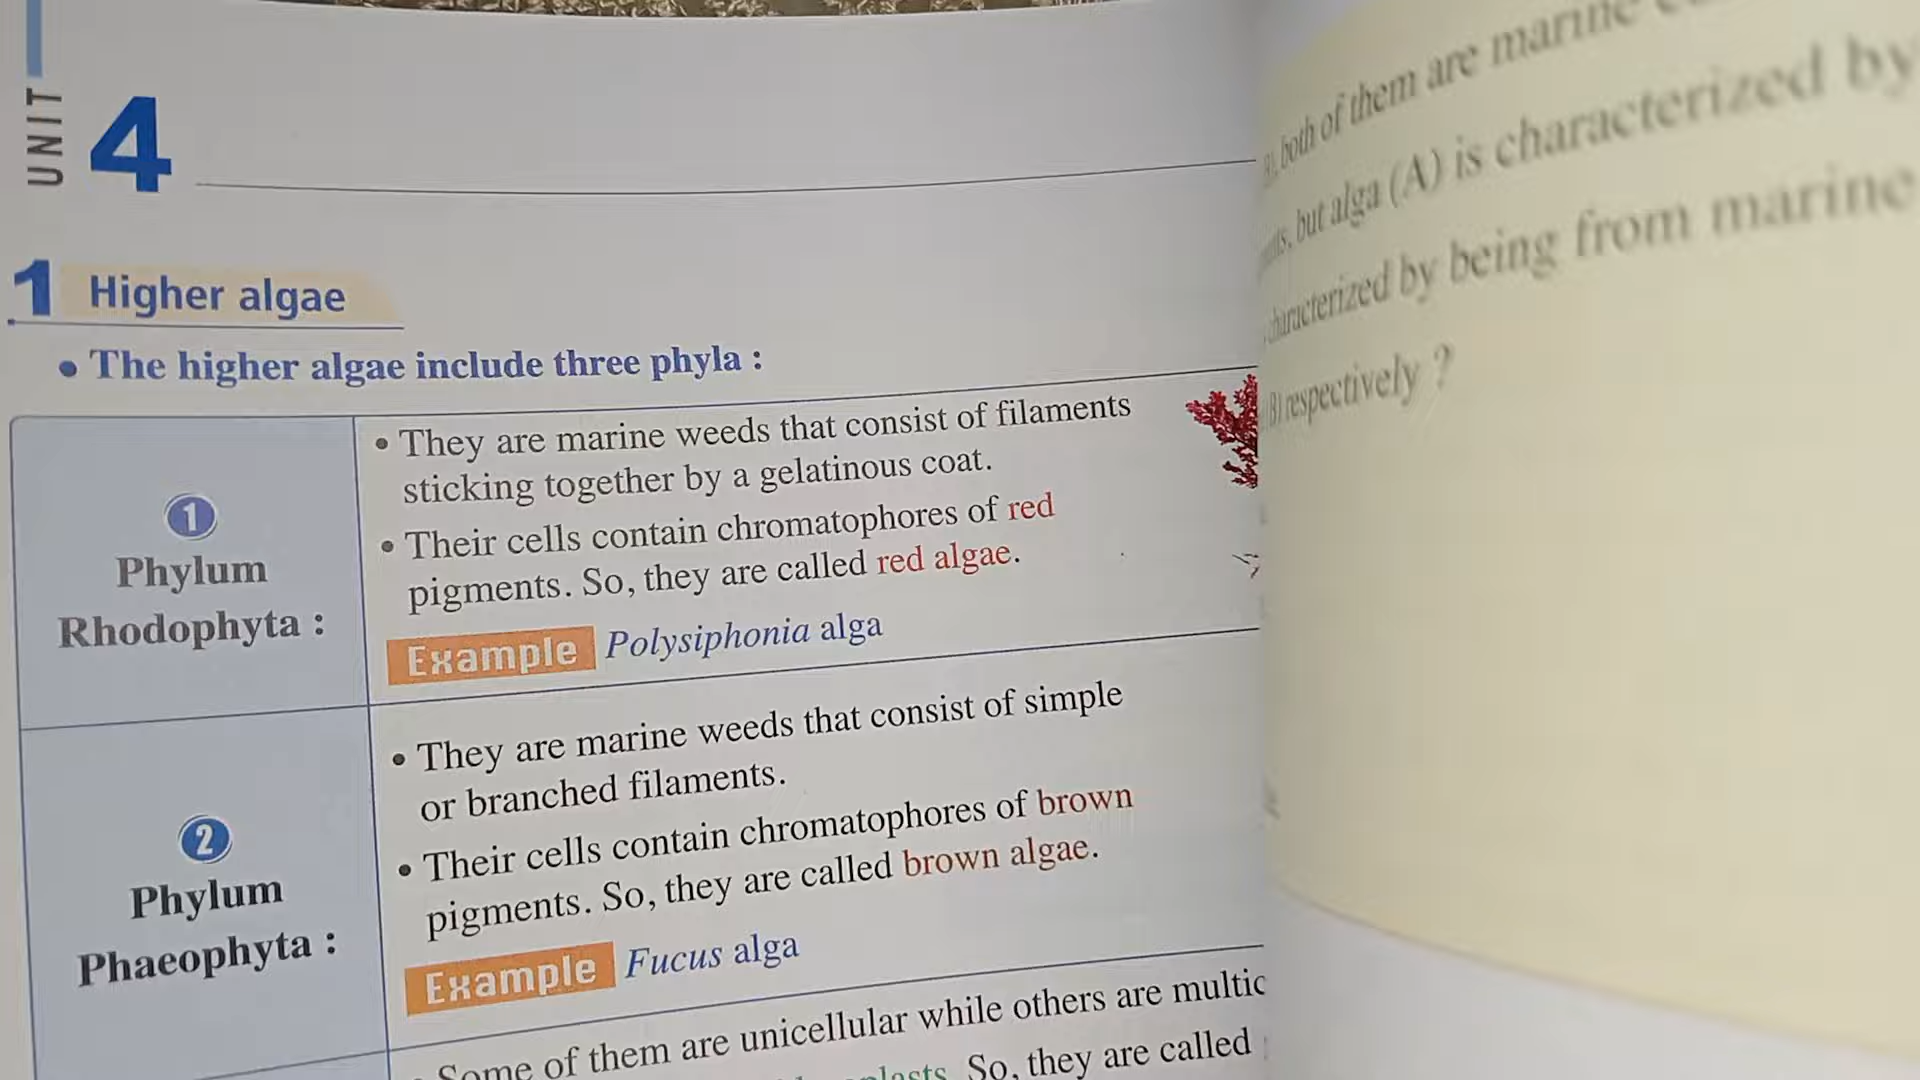 UNIT
4
1 Higher algae
• The higher algae include three phyla :
1
Phylum
Rhodophyta :
• They are marine weeds that consist of filaments
sticking together by a gelatinous coat.
• Their cells contain chromatophores of red
pigments. So, they are called red algae.
Example Polysiphonia alga
2
Phylum
Phaeophyta :
• They are marine weeds that consist of simple
or branched filaments.
• Their cells contain chromatophores of brown
pigments. So, they are called brown algae.
Example Fucus alga
Some of them are unicellular while others are
So, they are called
both of them are marine
but alga (A) is characterized by
by being from marine
respectively ?